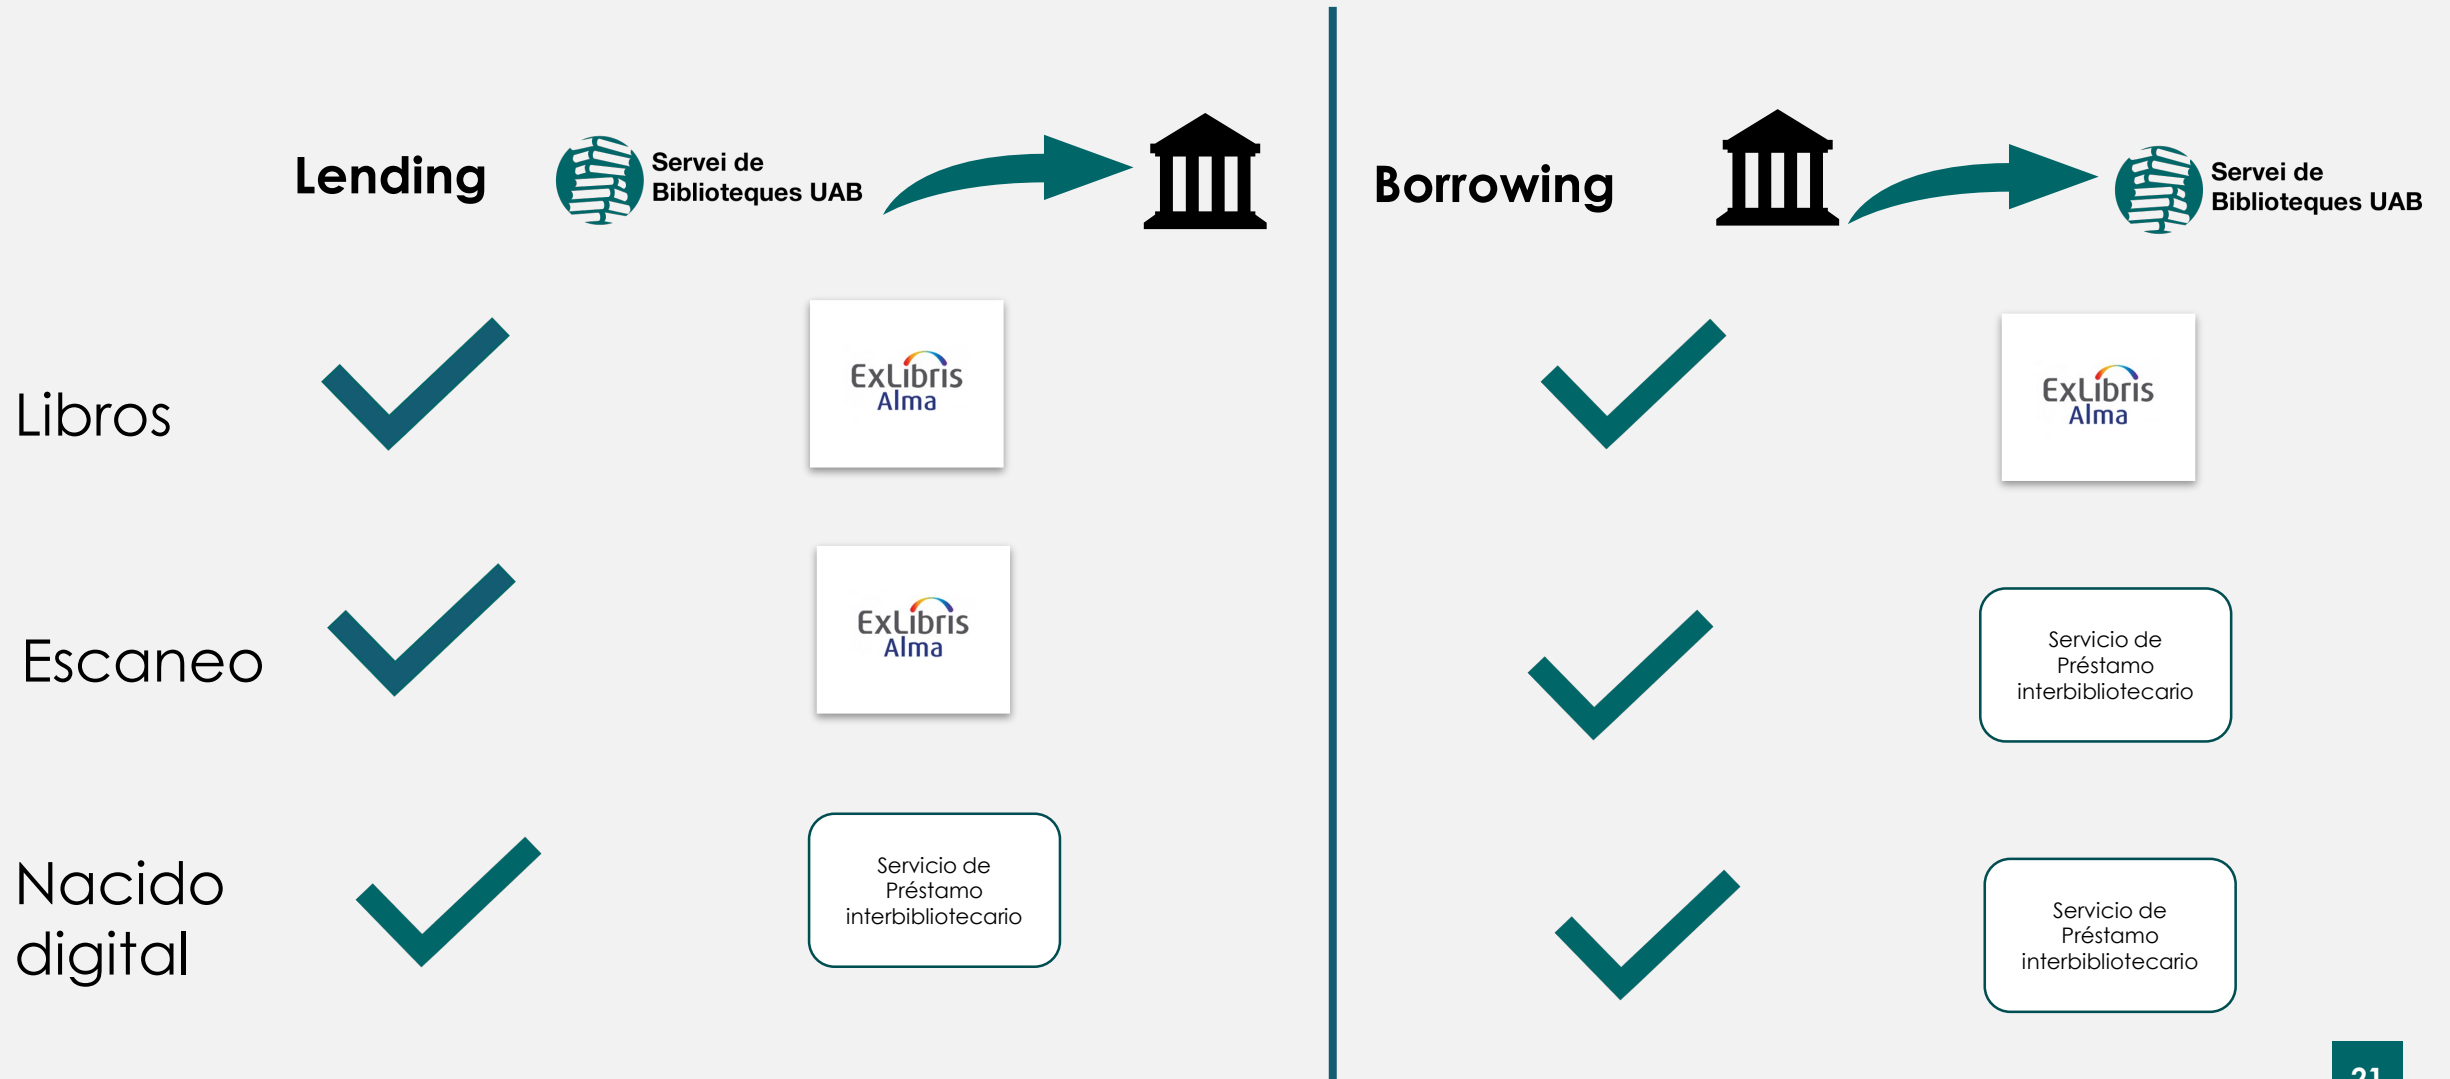 Lending
Servei de
Biblioteques UAB
Borrowing
Servei de
Biblioteques UAB
Libros
ExLibris
Alma
ExLibris
Alma
Escaneo
ExLibris
Alma
Servicio de
Préstamo
interbibliotecario
Nacido
digital
Servicio de
Préstamo
interbibliotecario
Servicio de
Préstamo
interbibliotecario
21